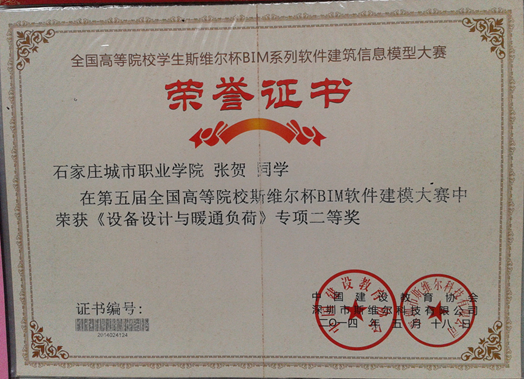 全国高等院校学生斯维尔杯BIM系列软件建筑信息模型大赛
荣誉证书
石家庄城市职业学院 张贺 同学
在第五届全国高等院校斯维尔杯BIM软件建模大赛中
荣获《设备设计与暖通负荷》专项二等奖
中国建设教育协会
深圳市斯维尔科技有限公司
二〇一四年五月十八日
证书编号:
2014024124